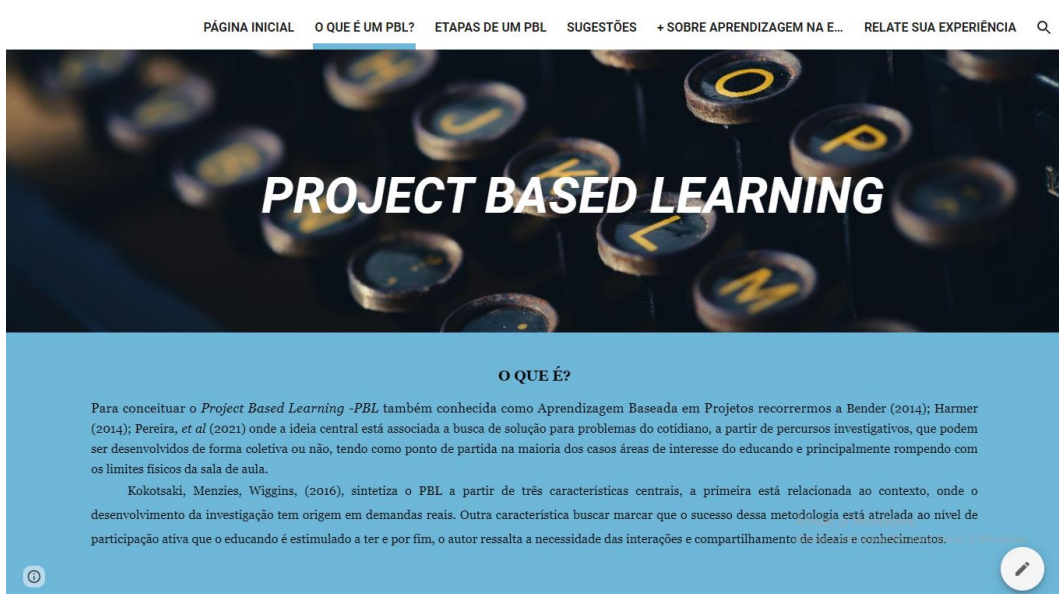 PÁGINA INICIAL O QUE É UM PBL? ETAPAS DE UM PBL SUGESTÕES + SOBRE APRENDIZAGEM NA E... RELATE SUA EXPERIÊNCIA
H
O
J
P
K
PROJECT BASED LEARNING
N
L
M
O QUE É?
Para conceituar o Project Based Learning -PBL também conhecida como Aprendizagem Baseada em Projetos recorrermos a Bender (2014); Harmer
(2014); Pereira, et al (2021) onde a ideia central está associada a busca de solução para problemas do cotidiano, a partir de percursos investigativos, que podem
ser desenvolvidos de forma coletiva ou não, tendo como ponto de partida na maioria dos casos áreas de interesse do educando e principalmente rompendo com
os limites físicos da sala de aula.
Kokotsaki, Menzies, Wiggins, (2016), sintetiza o PBL a partir de três características centrais, a primeira está relacionada ao contexto, onde o
desenvolvimento da investigação tem origem em demandas reais. Outra característica buscar marcar que o sucesso dessa metodologia está atrelada ao nível de
participação ativa que o educando é estimulado a ter e por fim, o autor ressalta a necessidade das interações e compartilhamento de ideais e conhecimentos.